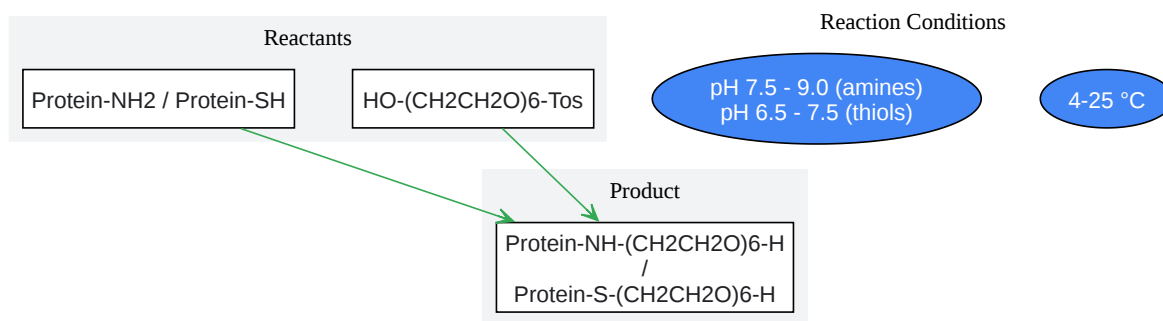 Reactants
Protein-NH2 / Protein-SH
HO-(CH2CH2O)6-Tos
Reaction Conditions
pH 7.5 - 9.0 (amines)
pH 6.5 - 7.5 (thiols)
4-25 °C
Product
Protein-NH-(CH2CH2O)6-H
/
Protein-S-(CH2CH2O)6-H